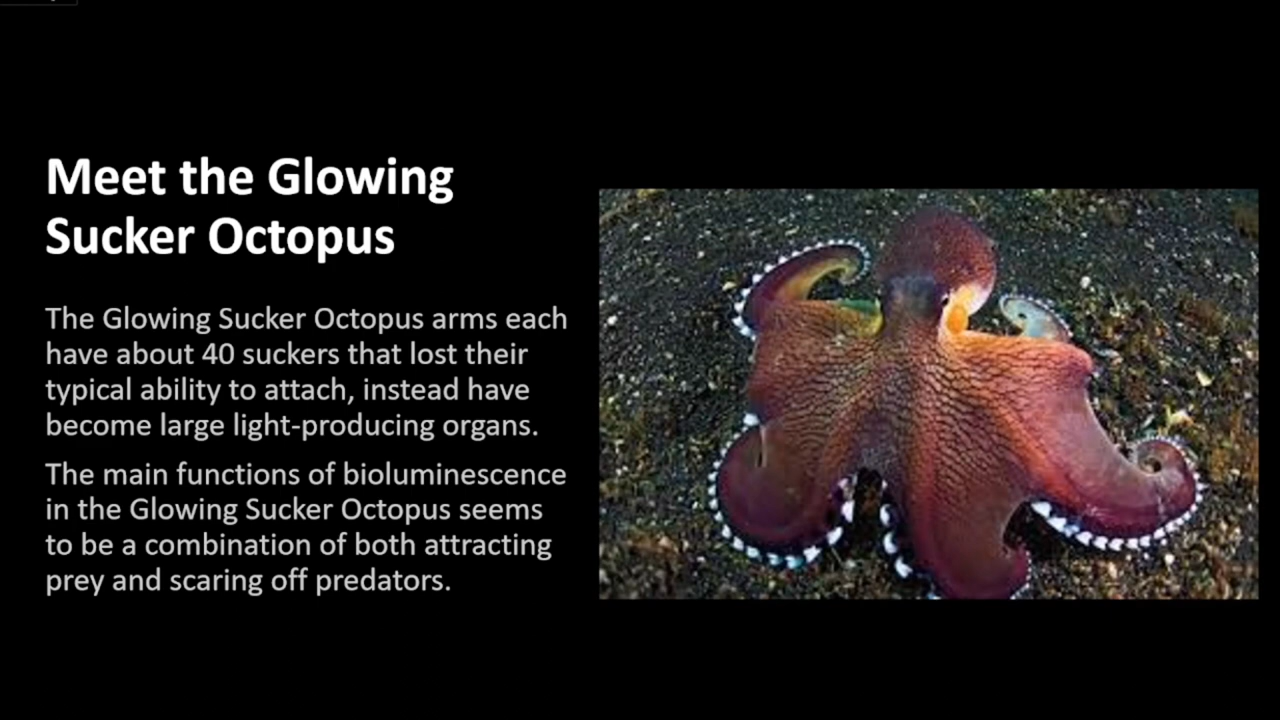 Meet the Glowing
Sucker Octopus
The Glowing Sucker Octopus arms each
have about 40 suckers that lost their
typical ability to attach, instead have
become large light-producing organs.
The main functions of bioluminescence
in the Glowing Sucker Octopus seems
to be a combination of both attracting
prey and scaring off predators.